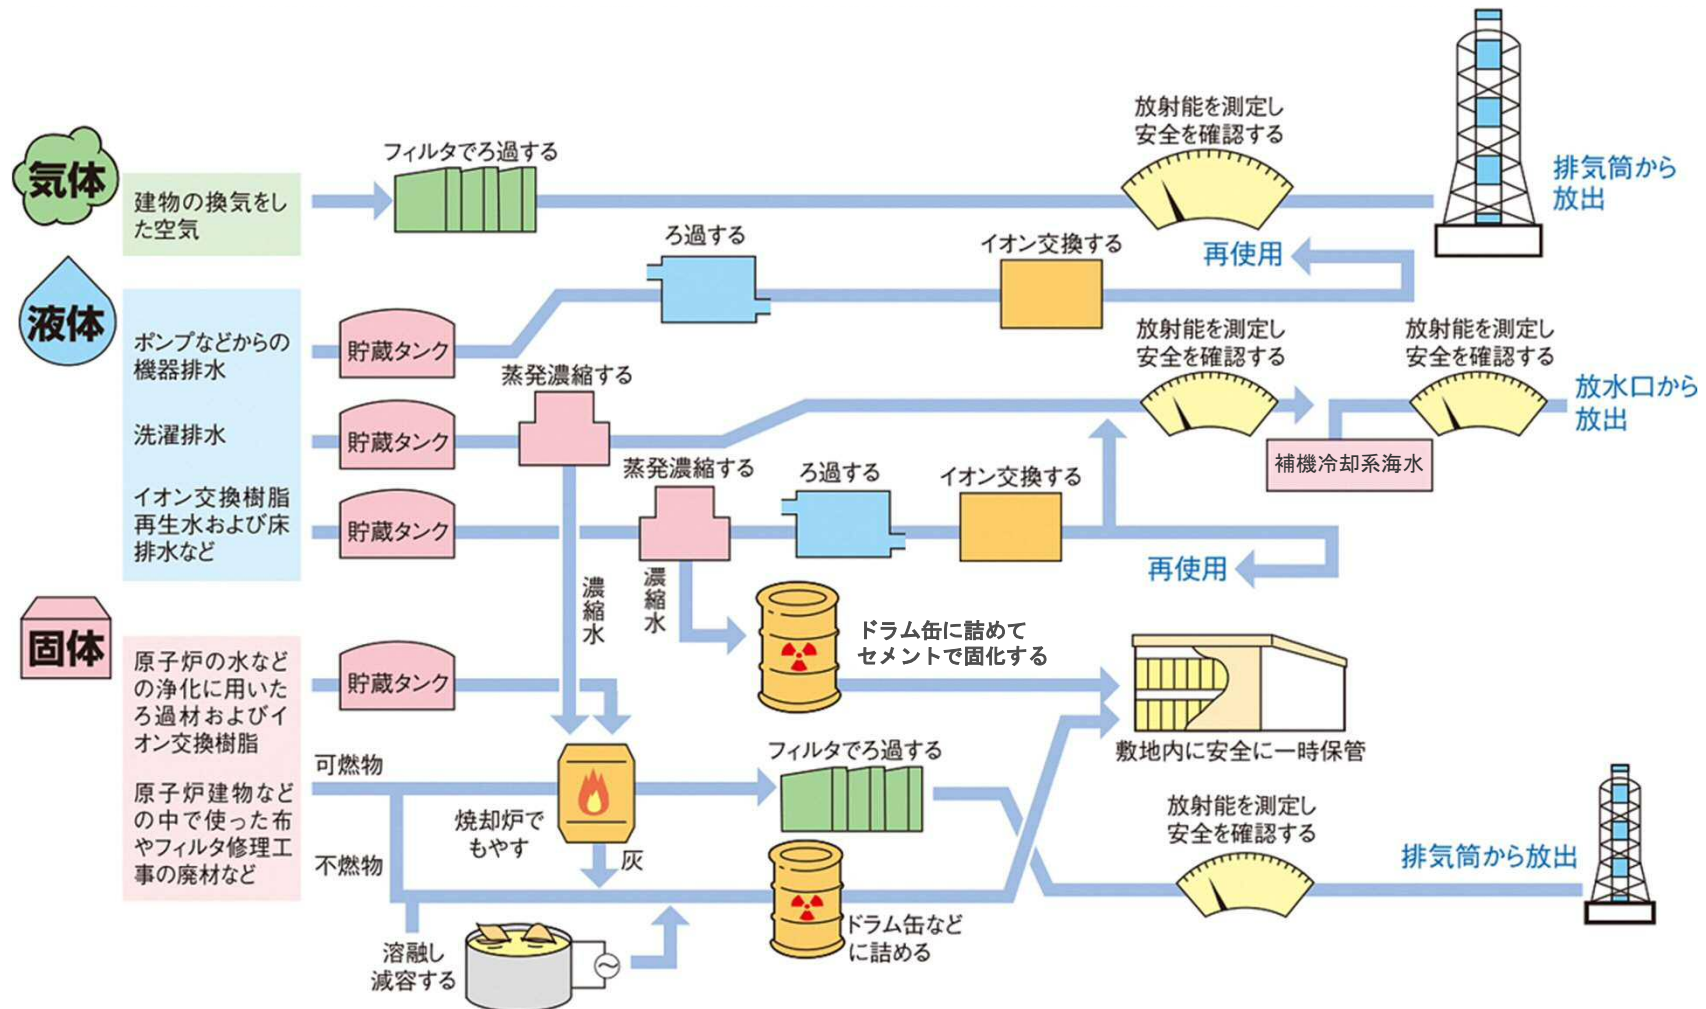 気体
建物の換気をし
た空気
フィルタでろ過する
放射能を測定し
安全を確認する
排気筒から
放出
液体
ポンプなどからの
機器排水
貯蔵タンク
ろ過する
イオン交換する
再使用
洗濯排水
貯蔵タンク
蒸発濃縮する
放射能を測定し
安全を確認する
補機冷却系海水
放射能を測定し
安全を確認する
放水口から
放出
イオン交換樹脂
再生水および床
排水など
貯蔵タンク
蒸発濃縮する
ろ過する
イオン交換する
再使用
濃縮水
濃縮水
ドラム缶に詰めて
セメントで固化する
固体
原子炉の水など
の浄化に用いた
ろ過材およびイ
オン交換樹脂
貯蔵タンク
敷地内に安全に一時保管
原子炉建物など
の中で使った布
やフィルタ修理工
事の廃材など
可燃物
不燃物
焼却炉で
もやす
灰
フィルタでろ過する
放射能を測定し
安全を確認する
排気筒から放出
溶融し
減容する
ドラム缶など
に詰める